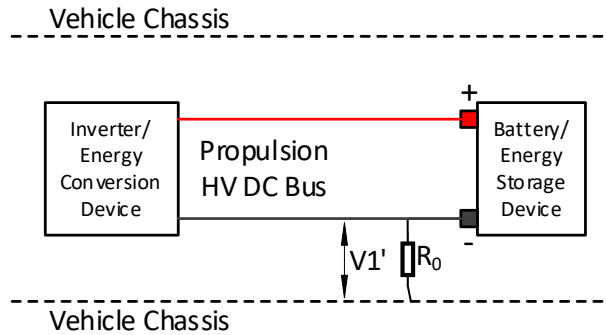 Vehicle Chassis
+
Inverter/
Energy
Conversion
Device
Propulsion
HV DC Bus
Battery/
Energy
Storage
Device
-
V1'
R₀
Vehicle Chassis